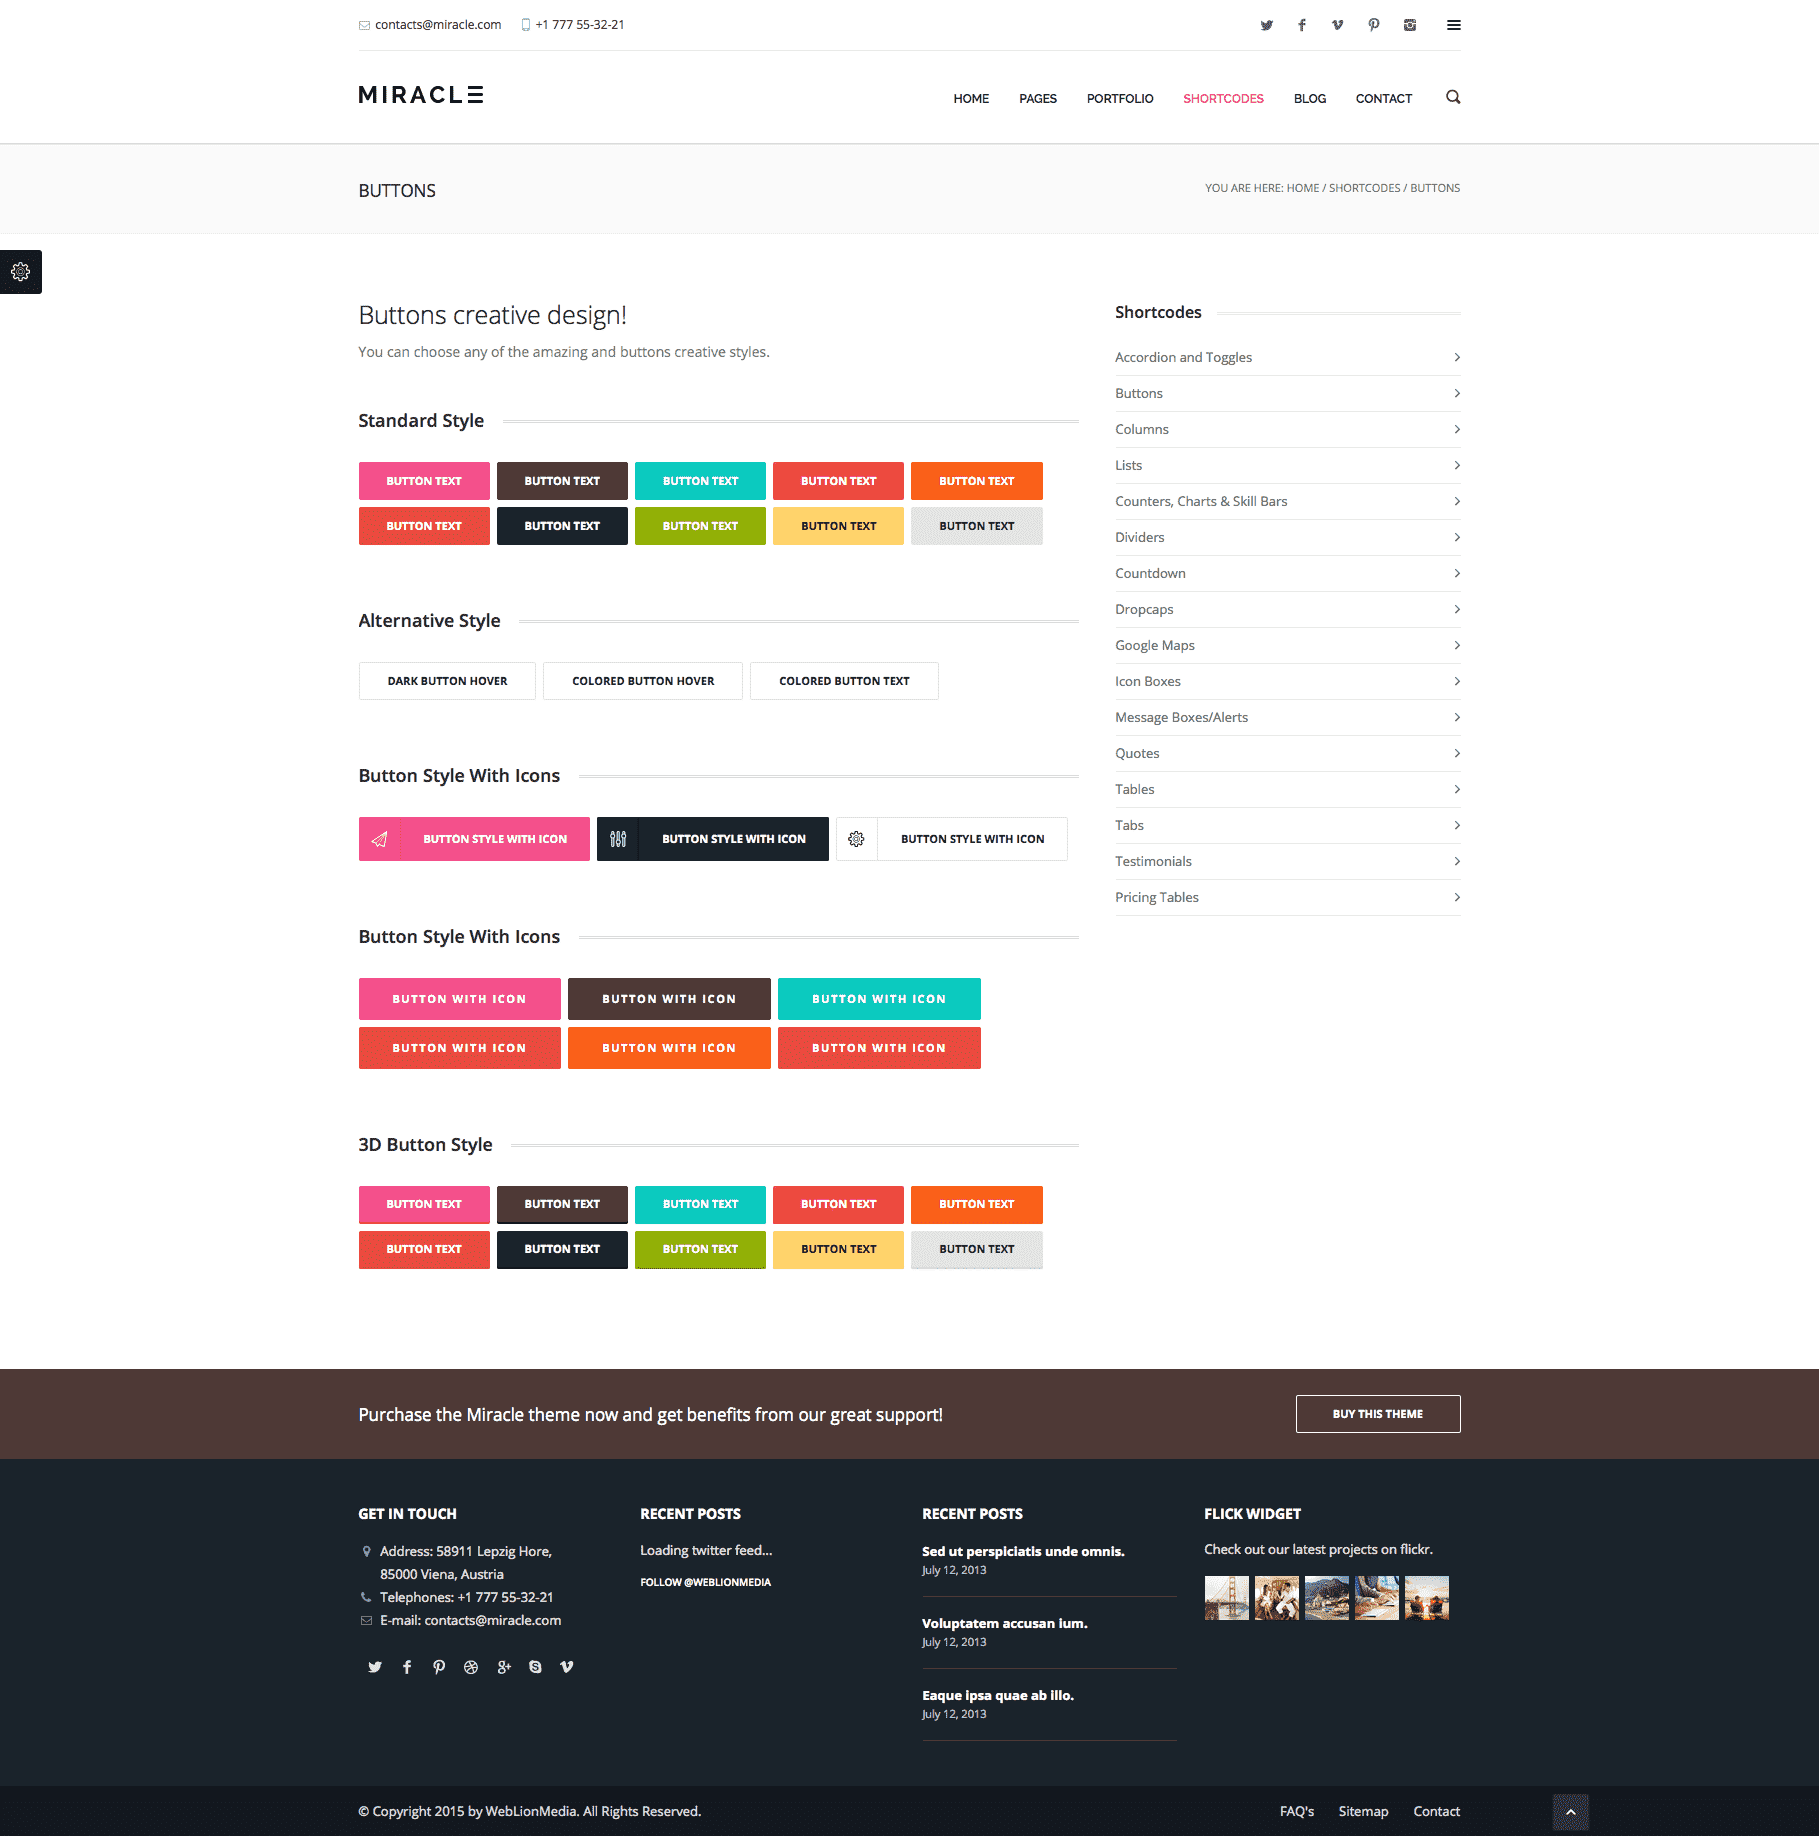 contacts@miracle.com +1 777 55-32-21
MIRACLE
HOME PAGES PORTFOLIO SHORTCODES BLOG CONTACT
BUTTONS
YOU ARE HERE: HOME / SHORTCODES / BUTTONS
Buttons creative design!
You can choose any of the amazing and buttons creative styles.
Standard Style
BUTTON TEXT BUTTON TEXT BUTTON TEXT BUTTON TEXT BUTTON TEXT
BUTTON TEXT BUTTON TEXT BUTTON TEXT BUTTON TEXT BUTTON TEXT
Alternative Style
DARK BUTTON HOVER COLORED BUTTON HOVER COLORED BUTTON TEXT
Button Style With Icons
BUTTON STYLE WITH ICON BUTTON STYLE WITH ICON BUTTON STYLE WITH ICON
Button Style With Icons
BUTTON WITH ICON BUTTON WITH ICON BUTTON WITH ICON
BUTTON WITH ICON BUTTON WITH ICON BUTTON WITH ICON
3D Button Style
BUTTON TEXT BUTTON TEXT BUTTON TEXT BUTTON TEXT BUTTON TEXT
BUTTON TEXT BUTTON TEXT BUTTON TEXT BUTTON TEXT BUTTON TEXT
Shortcodes
Accordion and Toggles
Buttons
Columns
Lists
Counters, Charts & Skill Bars
Dividers
Countdown
Dropcaps
Google Maps
Icon Boxes
Message Boxes/Alerts
Quotes
Tables
Tabs
Testimonials
Pricing Tables
Purchase the Miracle theme now and get benefits from our great support!
BUY THIS THEME
GET IN TOUCH
Address: 58911 Lepzig Hore,
85000 Viena, Austria
Telephones: +1 777 55-32-21
E-mail: contacts@miracle.com
RECENT POSTS
Loading twitter feed...
FOLLOW @WEBLIONMEDIA
RECENT POSTS
Sed ut perspiciatis unde omnis.
July 12, 2013
Voluptatem accusan ium.
July 12, 2013
Eaque ipsa quae ab illo.
July 12, 2013
FLICK WIDGET
Check out our latest projects on flickr.
© Copyright 2015 by WebLionMedia. All Rights Reserved.
FAQ's Sitemap Contact